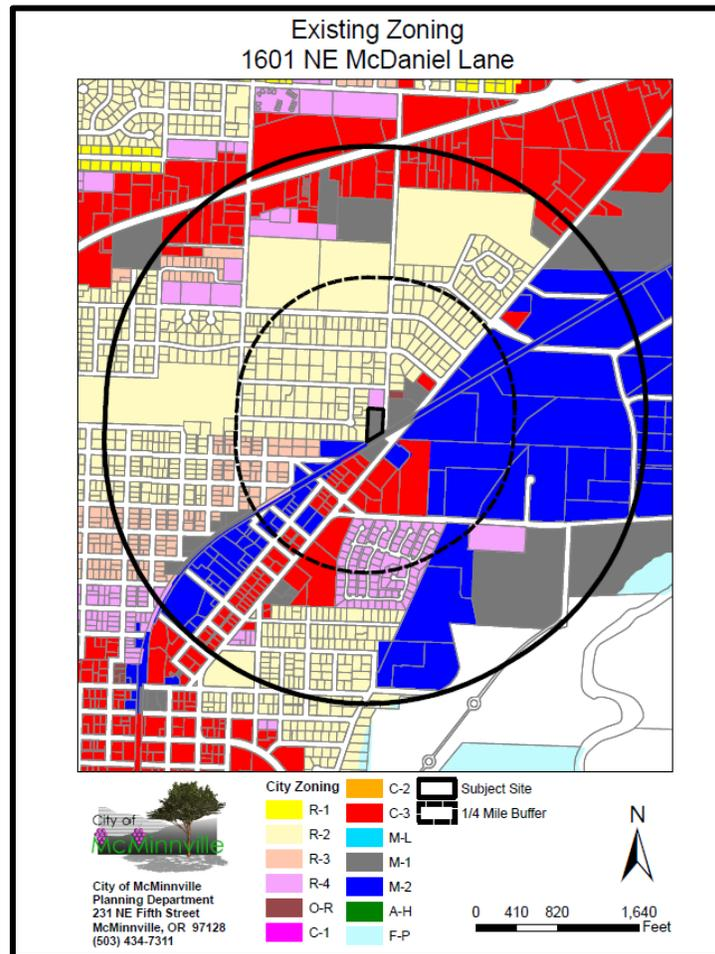 Existing Zoning
1601 NE McDaniel Lane
City of
McMinnville
City of McMinnville
Planning Department
231 NE Fifth Street
McMinnville, OR 97128
(503) 434-7311
City Zoning
R-1
R-2
R-3
R-4
O-R
C-1
C-2
C-3
M-L
M-1
M-2
A-H
F-P
Subject Site
1/4 Mile Buffer
N
0 410 820 1,640
Feet